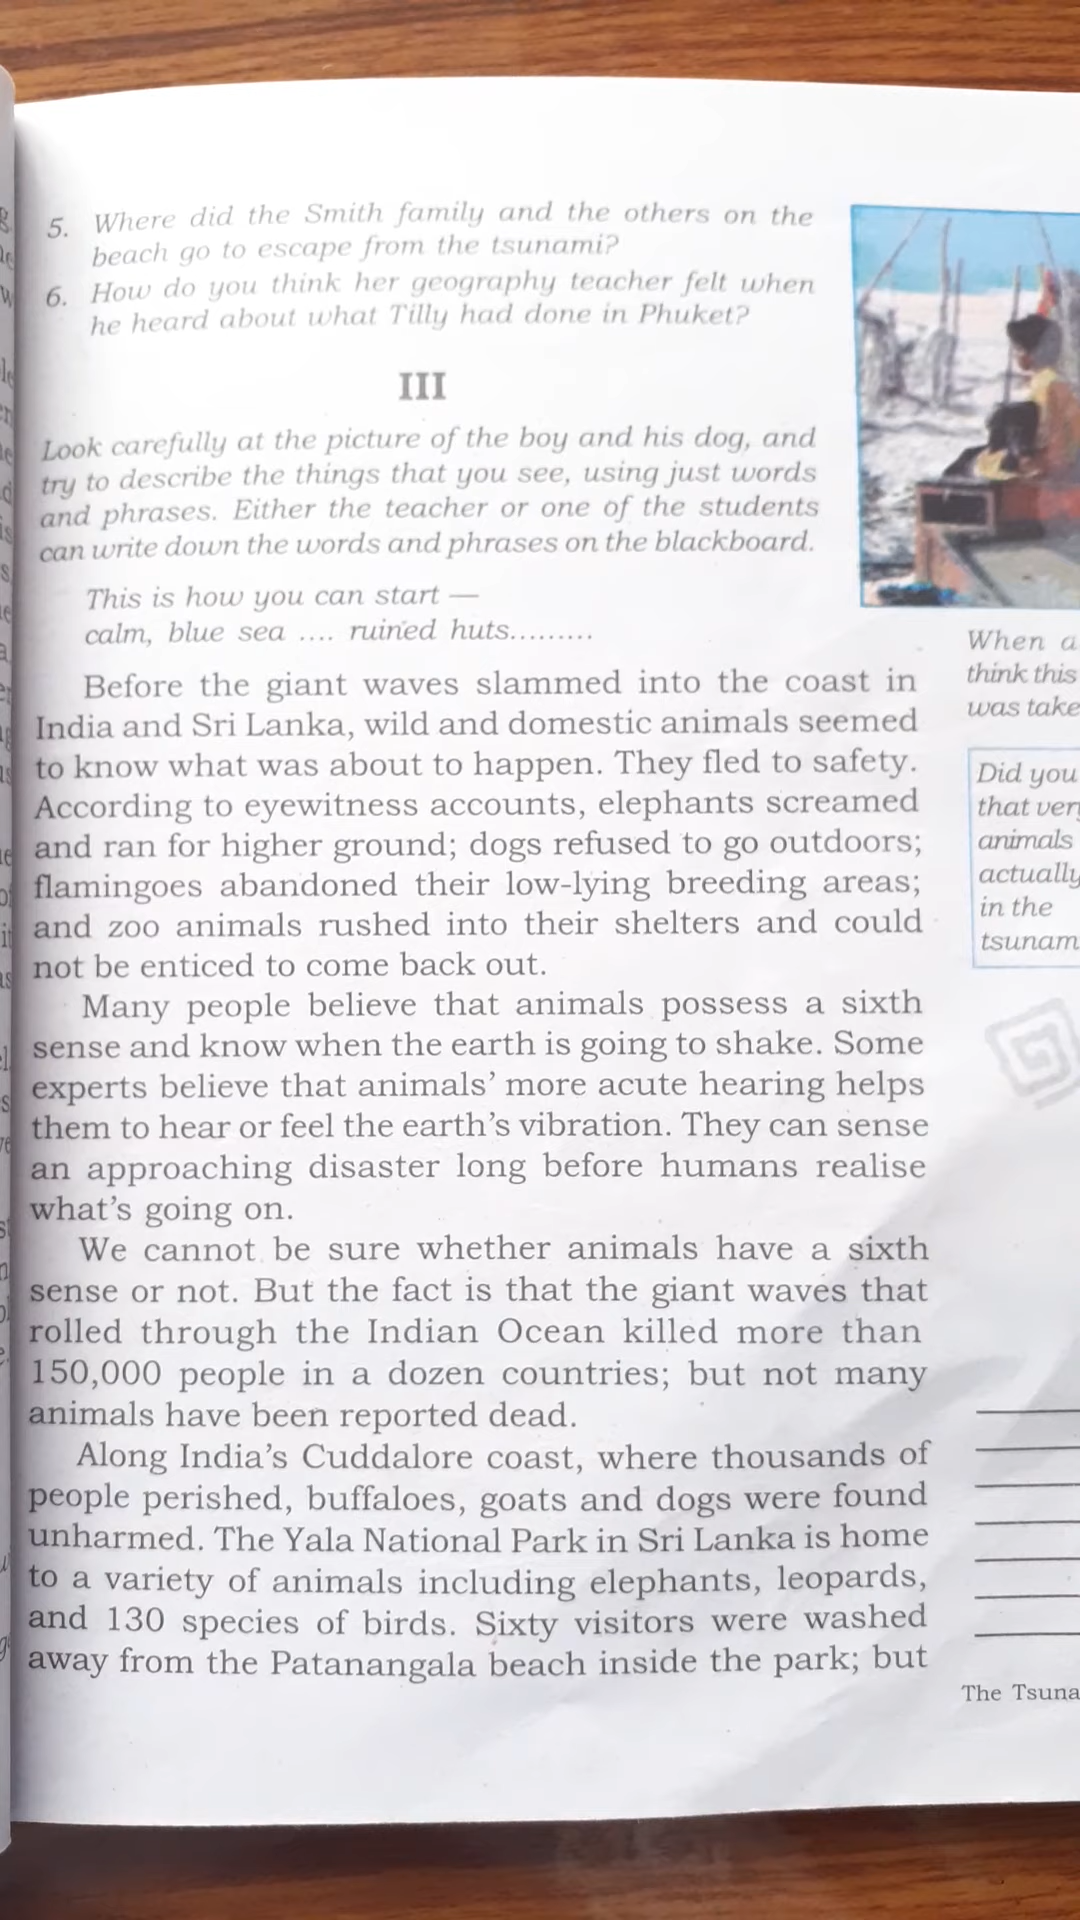 5. Where did the Smith family and the others on the
beach go to escape from the tsunami?
6. How do you think her geography teacher felt when
he heard about what Tilly had done in Phuket?
III
Look carefully at the picture of the boy and his dog, and
try to describe the things that you see, using just words
and phrases. Either the teacher or one of the students
can write down the words and phrases on the blackboard.
This is how you can start —
calm, blue sea .... ruined huts.........
Before the giant waves slammed into the coast in
India and Sri Lanka, wild and domestic animals seemed
to know what was about to happen. They fled to safety.
According to eyewitness accounts, elephants screamed
and ran for higher ground; dogs refused to go outdoors;
flamingoes abandoned their low-lying breeding areas;
and zoo animals rushed into their shelters and could
not be enticed to come back out.
Many people believe that animals possess a sixth
sense and know when the earth is going to shake. Some
experts believe that animals' more acute hearing helps
them to hear or feel the earth's vibration. They can sense
an approaching disaster long before humans realise
what's going on.
We cannot be sure whether animals have a sixth
sense or not. But the fact is that the giant waves that
rolled through the Indian Ocean killed more than
150,000 people in a dozen countries; but not many
animals have been reported dead.
Along India's Cuddalore coast, where thousands of
people perished, buffaloes, goats and dogs were found
unharmed. The Yala National Park in Sri Lanka is home
to a variety of animals including elephants, leopards,
and 130 species of birds. Sixty visitors were washed
away from the Patanangala beach inside the park; but
When
think this
was
Did you
that
animals
actually
in the
The